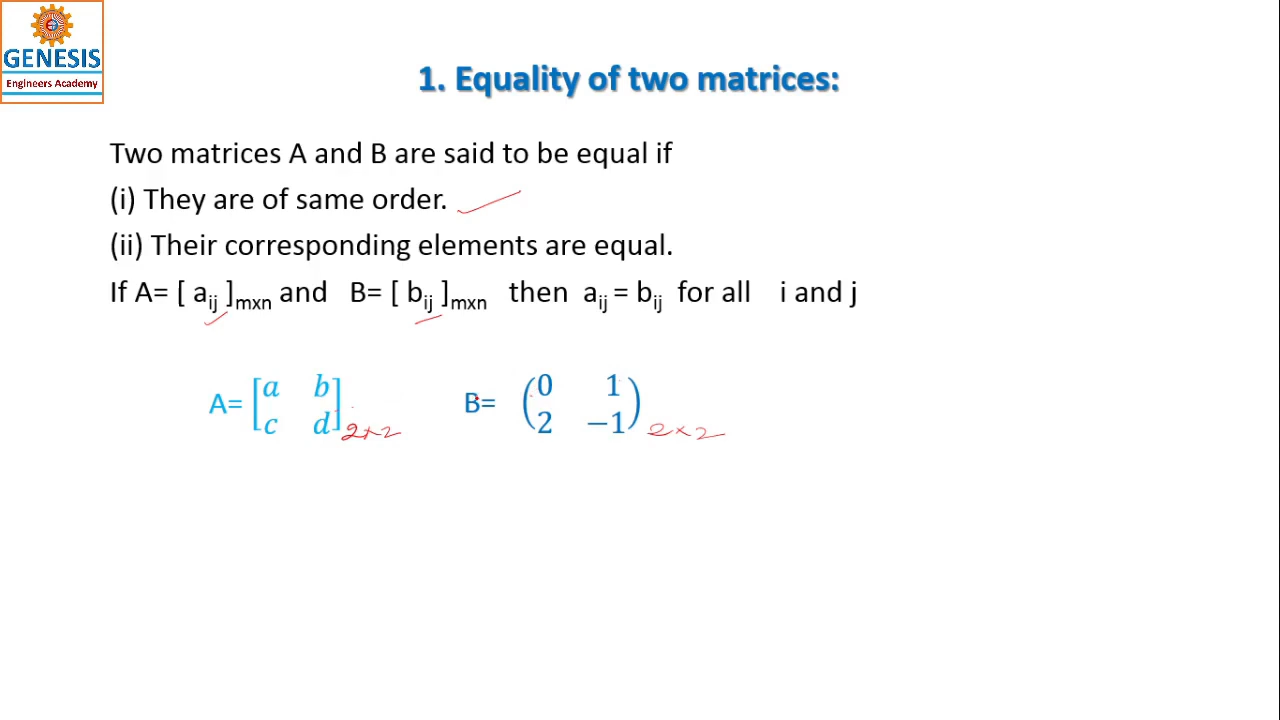 GENESIS
Engineers Academy
1. Equality of two matrices:
Two matrices A and B are said to be equal if
(i) They are of same order.
(ii) Their corresponding elements are equal.
If A= [ aij ]mxn and B= [ bij ]mxn then aij = bij for all i and j
A= [a b
c d] 2×2
B= (0 1
2 −1) 2×2